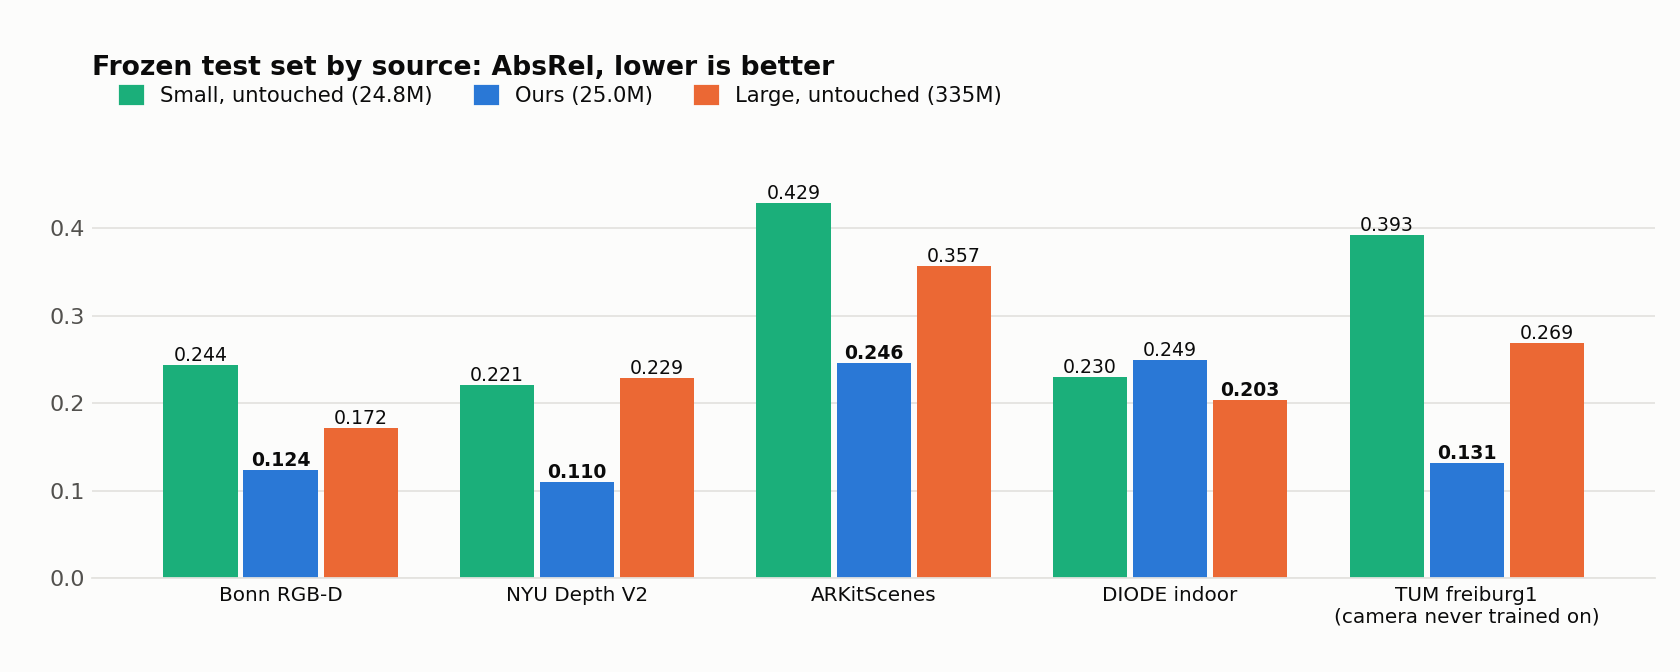 Frozen test set by source: AbsRel, lower is better
Small, untouched (24.8M) Ours (25.0M) Large, untouched (335M)
0.4
0.3
0.2
0.1
0.0
0.244 0.124 0.172
0.221 0.110 0.229
0.429 0.246 0.357
0.230 0.249 0.203
0.393 0.131 0.269
Bonn RGB-D NYU Depth V2 ARKitScenes DIODE indoor TUM freiburg1
(camera never trained on)